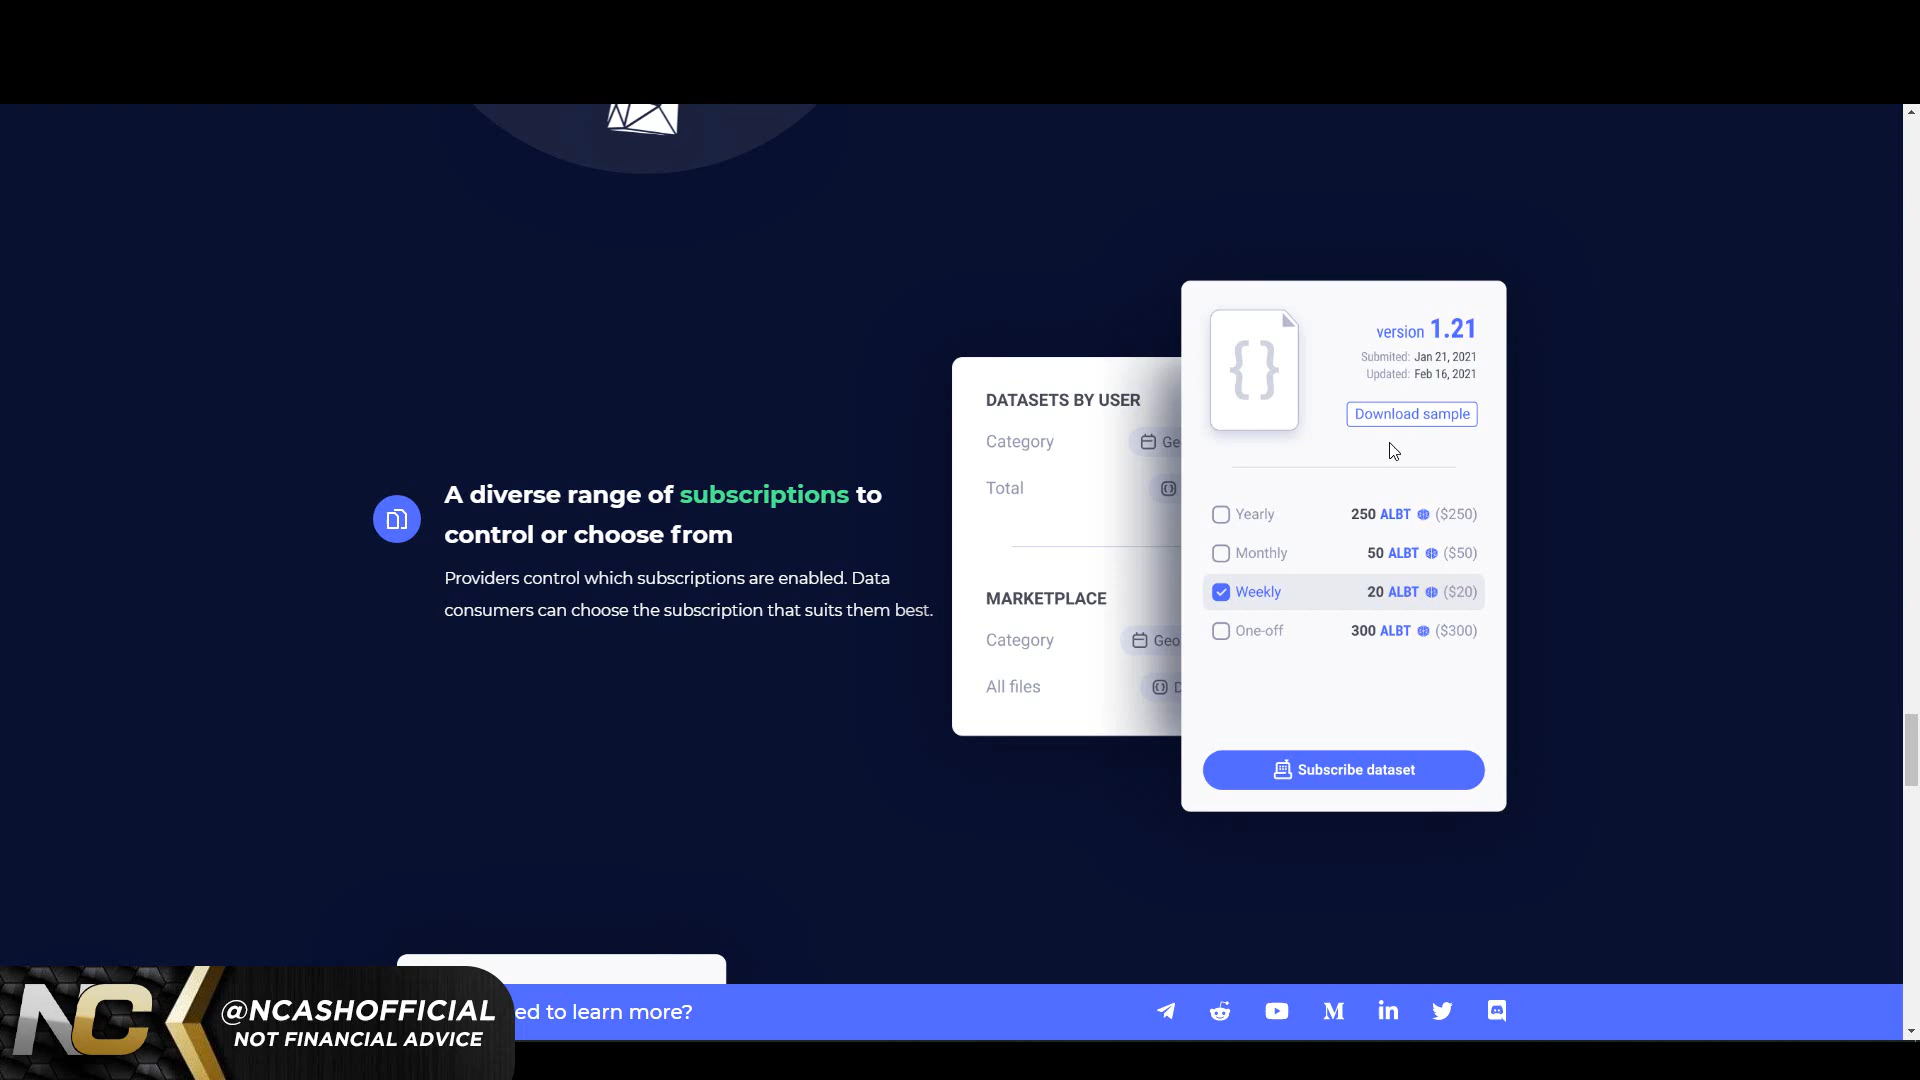 A diverse range of subscriptions to
control or choose from
Providers control which subscriptions are enabled. Data
consumers can choose the subscription that suits them best.
DATASETS BY USER
Category
Total
MARKETPLACE
Category
Geo
All files
version 1.21
Submited: Jan 21, 2021
Updated: Feb 16, 2021
Download sample
Yearly 250 ALBT ($250)
Monthly 50 ALBT ($50)
Weekly 20 ALBT ($20)
One-off 300 ALBT ($300)
Subscribe dataset
NC
@NCASHOFFICIAL
NOT FINANCIAL ADVICE
ed to learn more?